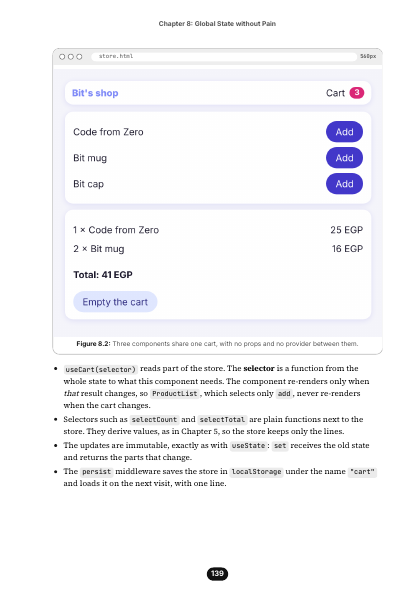 Chapter 8: Global State without Pain
store.html
560px
Bit's shop
Cart 3
Code from Zero Add
Bit mug Add
Bit cap Add
1 × Code from Zero 25 EGP
2 × Bit mug 16 EGP
Total: 41 EGP
Empty the cart
Figure 8.2: Three components share one cart, with no props and no provider between them.
• useCart(selector) reads part of the store. The selector is a function from the
whole state to what this component needs. The component re-renders only when
that result changes, so ProductList, which selects only add, never re-renders
when the cart changes.
• Selectors such as selectCount and selectTotal are plain functions next to the
store. They derive values, as in Chapter 5, so the store keeps only the lines.
• The updates are immutable, exactly as with useState: set receives the old state
and returns the parts that change.
• The persist middleware saves the store in localStorage under the name "cart"
and loads it on the next visit, with one line.
139